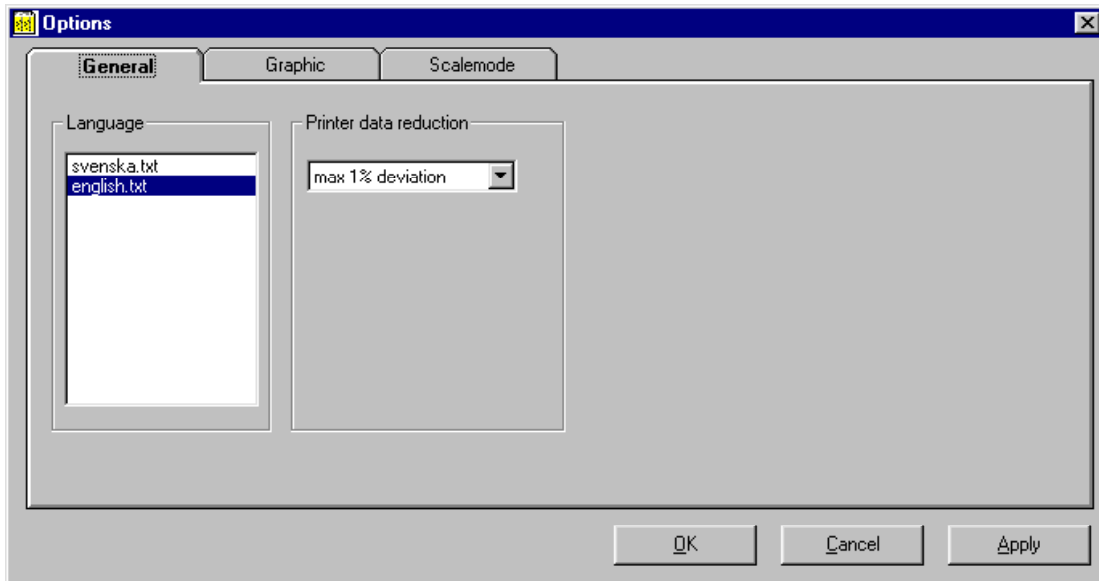 Options
General
Graphic
Scalemode
Language
svenska.txt
english.txt
Printer data reduction
max 1% deviation
OK
Cancel
Apply